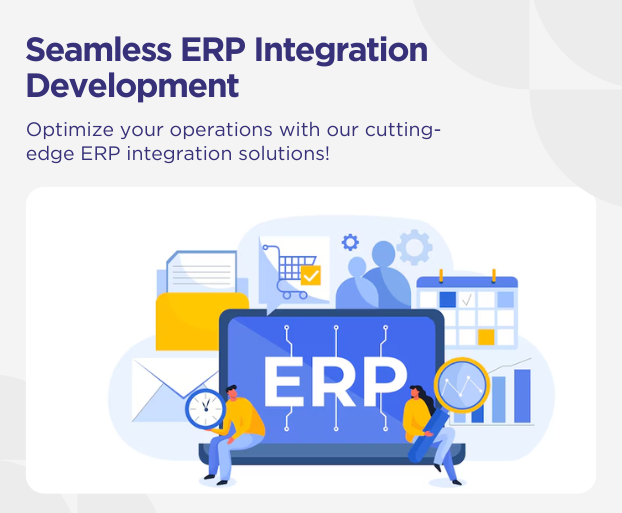 Seamless ERP Integration
Development
Optimize your operations with our cutting-
edge ERP integration solutions!
ERP